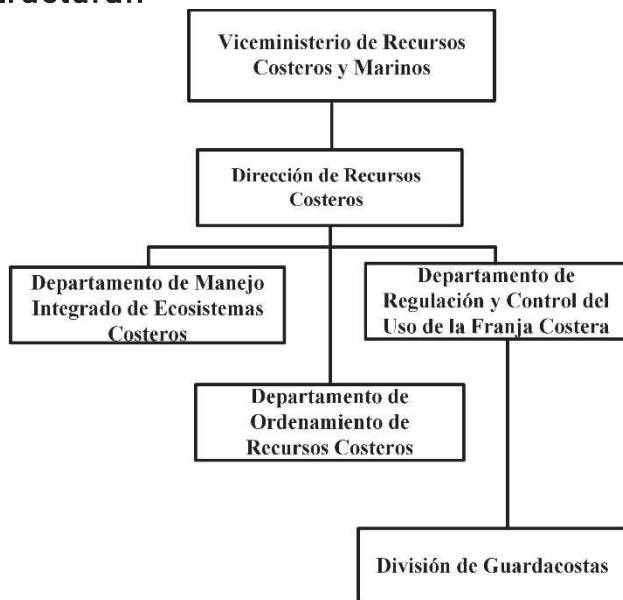 Viceministerio de Recursos
Costeros y Marinos
Dirección de Recursos
Costeros
Departamento de Manejo
Integrado de Ecosistemas
Costeros
Departamento de
Regulación y Control del
Uso de la Franja Costera
Departamento de
Ordenamiento de
Recursos Costeros
División de Guardacostas